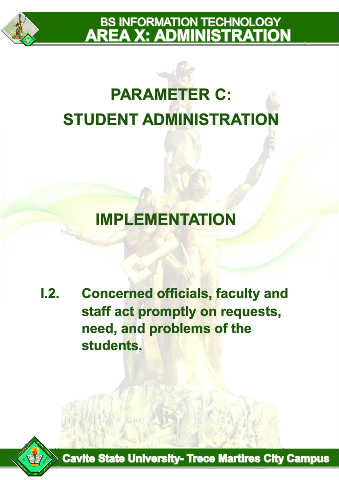 BS INFORMATION TECHNOLOGY
AREA X: ADMINISTRATION
PARAMETER C:
STUDENT ADMINISTRATION
IMPLEMENTATION
I.2. Concerned officials, faculty and
staff act promptly on requests,
need, and problems of the
students.
Cavite State University- Trece Martires City Campus